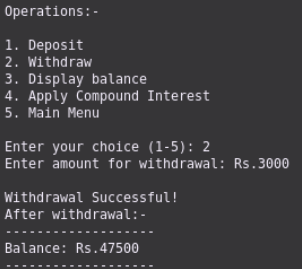 Operations:-
1. Deposit
2. Withdraw
3. Display balance
4. Apply Compound Interest
5. Main Menu
Enter your choice (1-5): 2
Enter amount for withdrawal: Rs.3000
Withdrawal Successful!
After withdrawal:-
-------------------
Balance: Rs.47500
-------------------